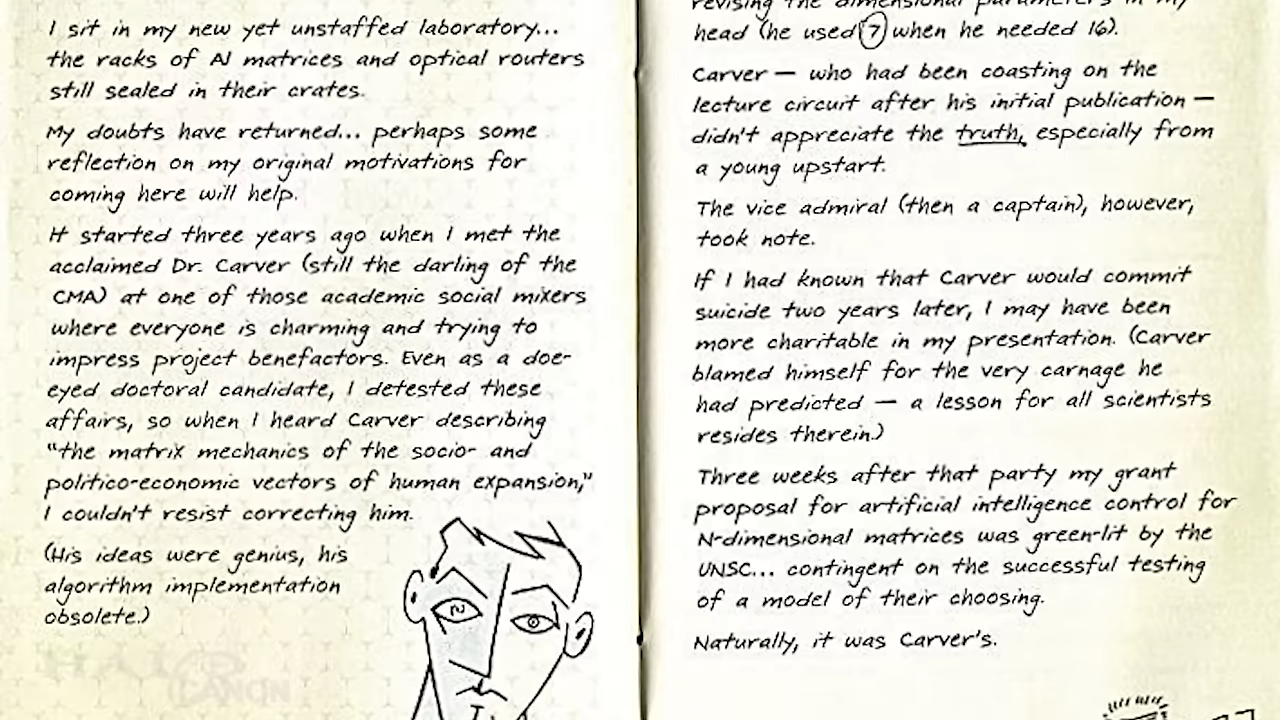 I sit in my new yet unstaffed laboratory...
the racks of AI matrices and optical routers
still sealed in their crates.
My doubts have returned... perhaps some
reflection on my original motivations for
coming here will help.
It started three years ago when I met the
acclaimed Dr. Carver (still the darling of the
CMA) at one of those academic social mixers
where everyone is charming and trying to
impress project benefactors. Even as a doe-
eyed doctoral candidate, I detested these
affairs, so when I heard Carver describing
"the matrix mechanics of the socio- and
politico-economic vectors of human expansion,"
I couldn't resist correcting him.
(His ideas were genius, his
algorithm implementation
obsolete.)
HALO
CANON
revising the dimensional parameters in my
head (he used 7 when he needed 16).
Carver — who had been coasting on the
lecture circuit after his initial publication —
didn't appreciate the truth, especially from
a young upstart.
The vice admiral (then a captain), however,
took note.
If I had known that Carver would commit
suicide two years later, I may have been
more charitable in my presentation. (Carver
blamed himself for the very carnage he
had predicted — a lesson for all scientists
resides therein.)
Three weeks after that party my grant
proposal for artificial intelligence control for
N-dimensional matrices was green-lit by the
UNSC... contingent on the successful testing
of a model of their choosing.
Naturally, it was Carver's.